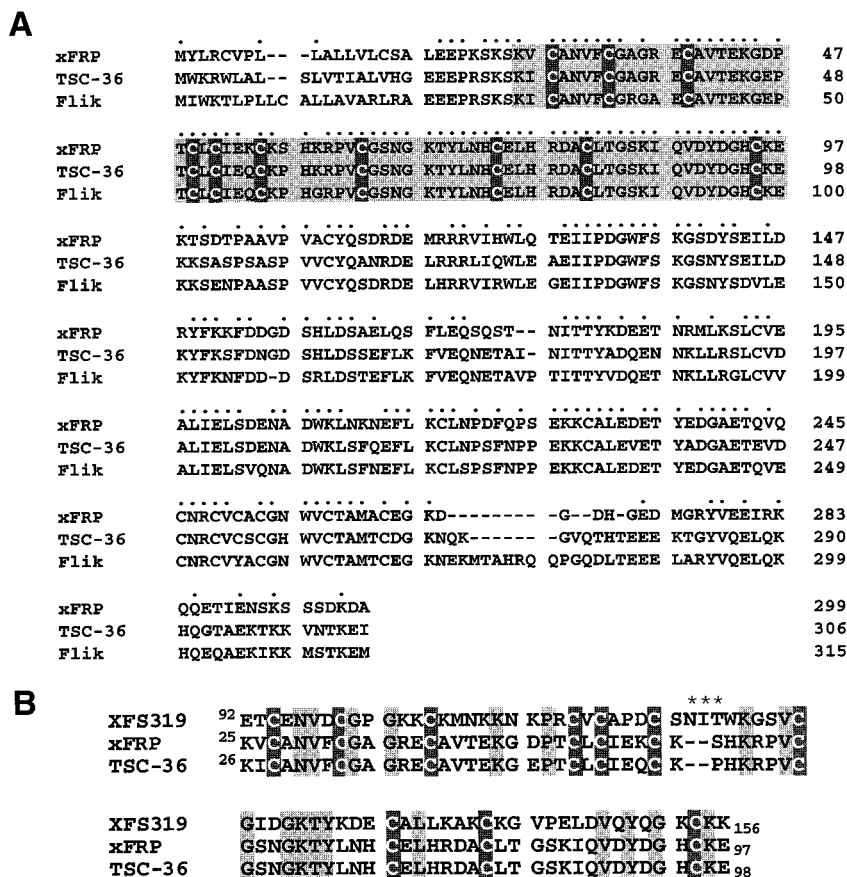 A
xFRP MYLRCVPL-- -LALLVLCSA LEEPKSKSKV CANVFCGAGR ECAVTEKGDP 47
TSC-36 MWKRWLAL-- SLVTIALVHG EEEPRSKSKI CANVFCGAGR ECAVTEKGEP 48
Flik MIWKTLPLLC ALLAVARLRA EEEPRSKSKI CANVFCGRGA ECAVTEKGEP 50
xFRP TCLCIEKCKS HKRPVCGSNG KTYLNHCELH RDACLTGSKI QVDYDGHCKE 97
TSC-36 TCLCIEQCKP HKRPVCGSNG KTYLNHCELH RDACLTGSKI QVDYDGHCKE 98
Flik TCLCIEQCKP HGRPVCGSNG KTYLNHCELH RDACLTGSKI QVDYDGHCKE 100
xFRP KTSDTPAAVP VACYQSDRDE MRRRVIHWLQ TEIIPDGWFS KGSDYSEILD 147
TSC-36 KKSASPSASP VVCYQANRDE LRRRLIQWLE AEIIPDGWFS KGSNYSEILD 148
Flik KKSENPAASP VVCYQSDRDE LHRRVIRWLE GEIIPDGWFS KGSNYSDVLE 150
xFRP RYFKKFDDGD SHLDSAELQS FLEQSQST-- NITTYKDEET NRMLKSLCVE 195
TSC-36 KYFKSFDNGD SHLDSSEFLK FVEQNETAI- NITTYADQEN NKLLRSLCVD 197
Flik KYFKNFDD-D SRLDSTEFLK FVEQNETAVP TITTYVDQET NKLLRGLCVV 199
xFRP ALIELSDENA DWKLNKNEFL KCLNPDFQPS EKKCALEDET YEDGAETQVQ 245
TSC-36 ALIELSDENA DWKLSFQEFL KCLNPSFNPP EKKCALEVET YADGAETEVD 247
Flik ALIELSVQNA DWKLSFNEFL KCLSPSFNPP EKKCALEDET YEDGAETQVE 249
xFRP CNRCVCACGN WVCTAMACEG KD--------- -G--DH-GED MGRYVEEIRK 283
TSC-36 CNRCVCSCGH WVCTAMTCDG KNQK------- -GVQTHTEEE KTGYVQELQK 290
Flik CNRCVYACGN WVCTAMTCEG KNEKMTAHRQ QPGQDLTEEE LARYVQELQK 299
xFRP QQETIENSKS SSDKDA 299
TSC-36 HQGTAEKTKK VNTKEI 306
Flik HQEQAEKIKK MSTKEM 315
B
***
XFS319 92 ETCENVDCGP GKKCKMNKKN KPRCVCAPDC SNITWKGSVC
xFRP 25 KVCANVFCGA GRECAVTEKG DPTCLCIEKC K--SHKRPVC
TSC-36 26 KICANVFCGA GRECAVTEKG EPTCLCIEQC K--PHKRPVC
XFS319 GIDGKTYKDE CALLKAKCKG VPELDVQYQG KCKK 156
xFRP GSNGKTYLNH CELHRDACLT GSKIQVDYDG HCKE 97
TSC-36 GSNGKTYLNH CELHRDACLT GSKIQVDYDG HCKE 98